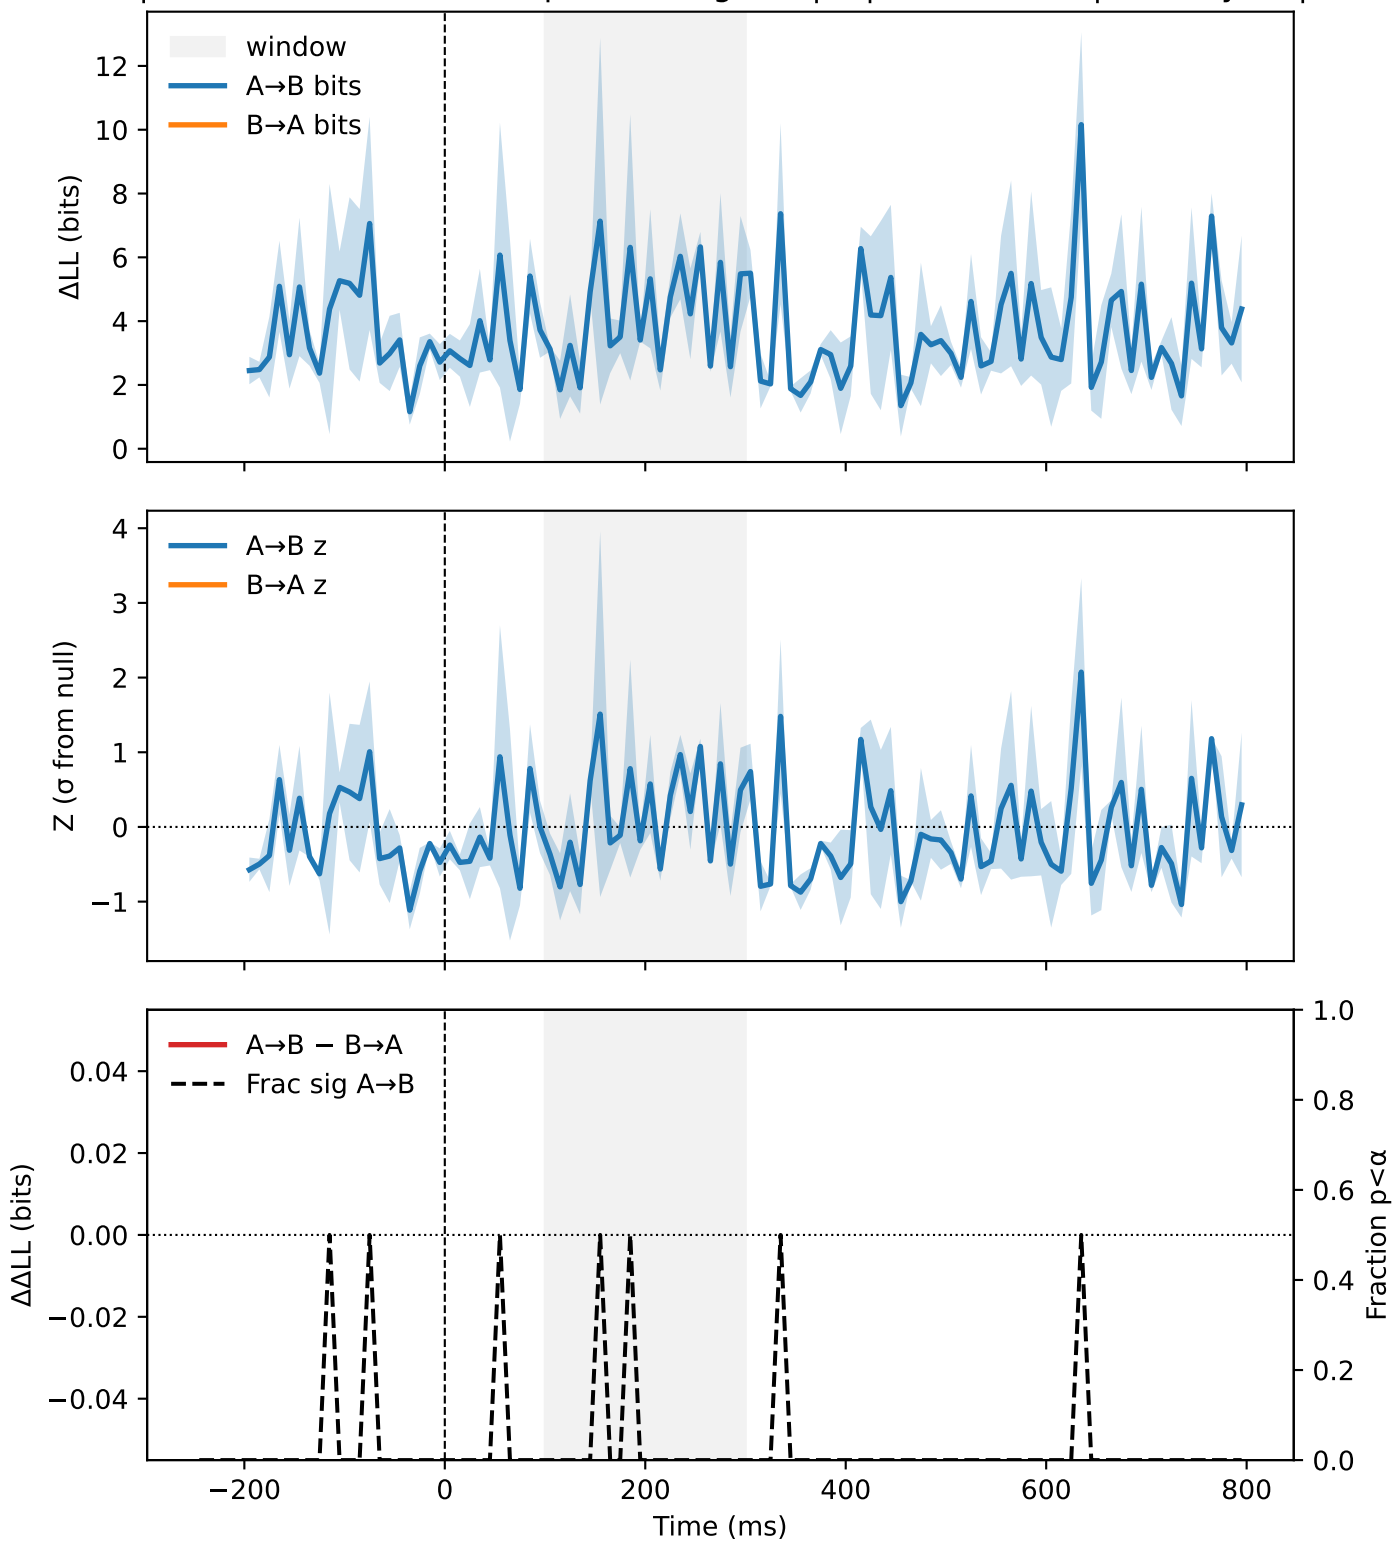 window
A→B bits
B→A bits
12
10
8
6
4
2
0
ΔLL (bits)
A→B z
B→A z
4
3
2
1
0
−1
Z (σ from null)
A→B − B→A
Frac sig A→B
0.04
0.02
0.00
−0.02
−0.04
ΔΔLL (bits)
1.0
0.8
0.6
0.4
0.2
0.0
Fraction p<α
−200 0 200 400 600 800
Time (ms)